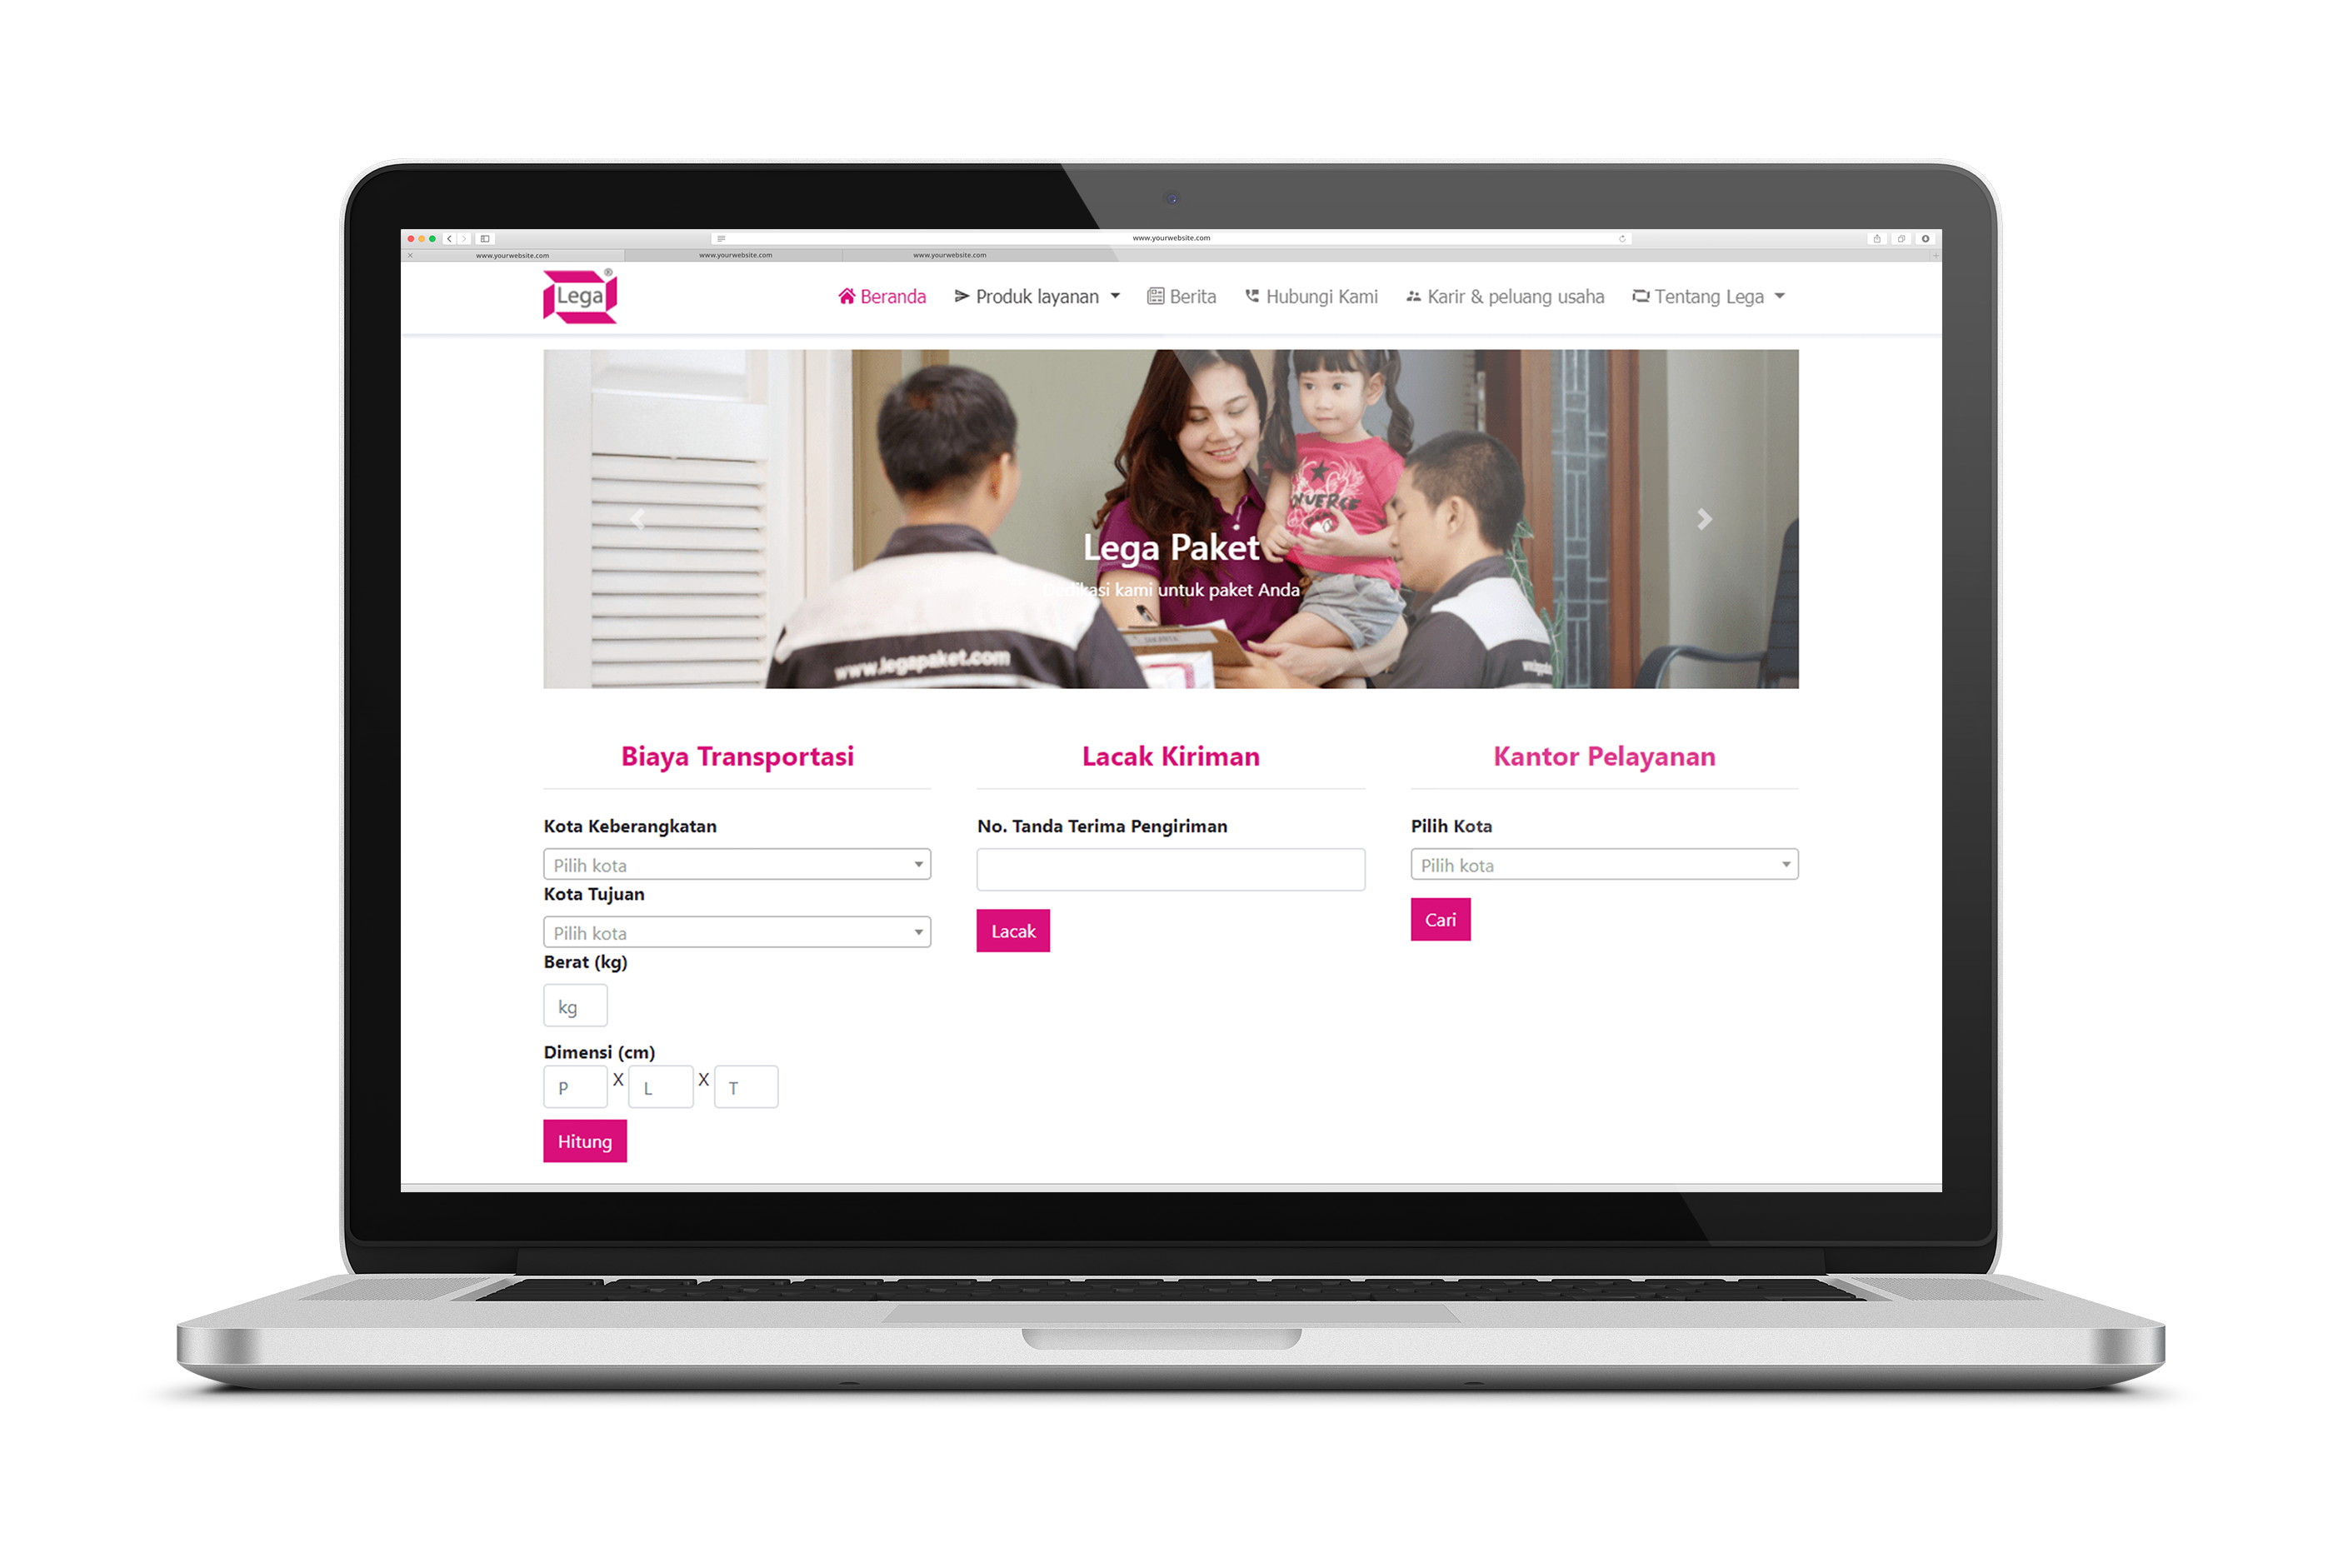 www.yourwebsite.com
www.yourwebsite.com www.yourwebsite.com www.yourwebsite.com
Lega ®
Beranda Produk layanan Berita Hubungi Kami Karir & peluang usaha Tentang Lega
Lega Paket
Dedikasi kami untuk paket Anda
www.legapaket.com
Biaya Transportasi
Kota Keberangkatan
Pilih kota
Kota Tujuan
Pilih kota
Berat (kg)
kg
Dimensi (cm)
P X L X T
Hitung
Lacak Kiriman
No. Tanda Terima Pengiriman
Lacak
Kantor Pelayanan
Pilih Kota
Pilih kota
Cari